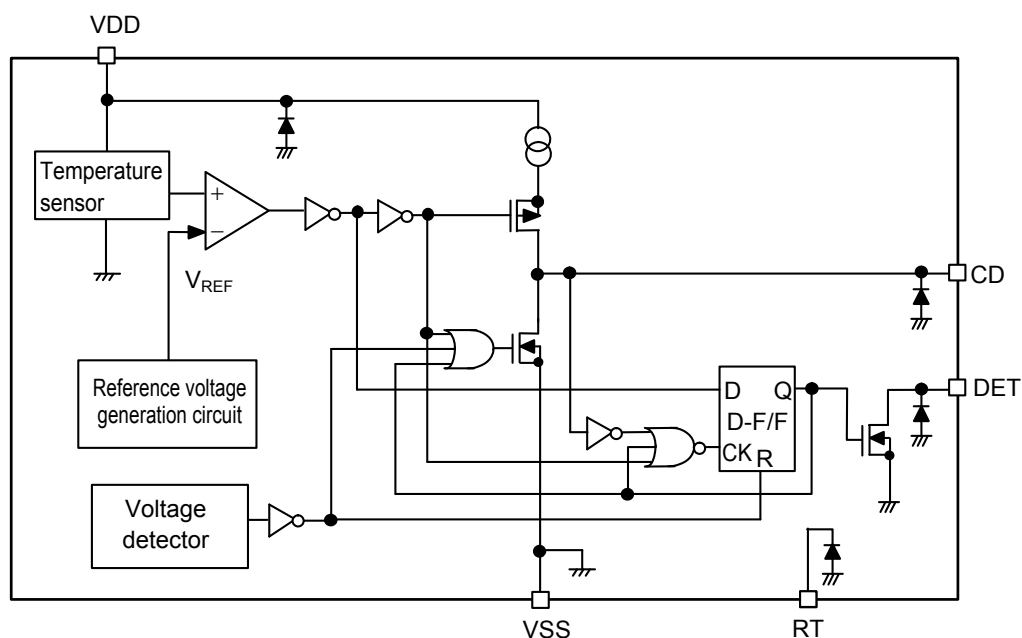 VDD
Temperature
sensor
+
−
VREF
CD
Reference voltage
generation circuit
D Q
D-F/F
CK R
DET
Voltage
detector
VSS
RT